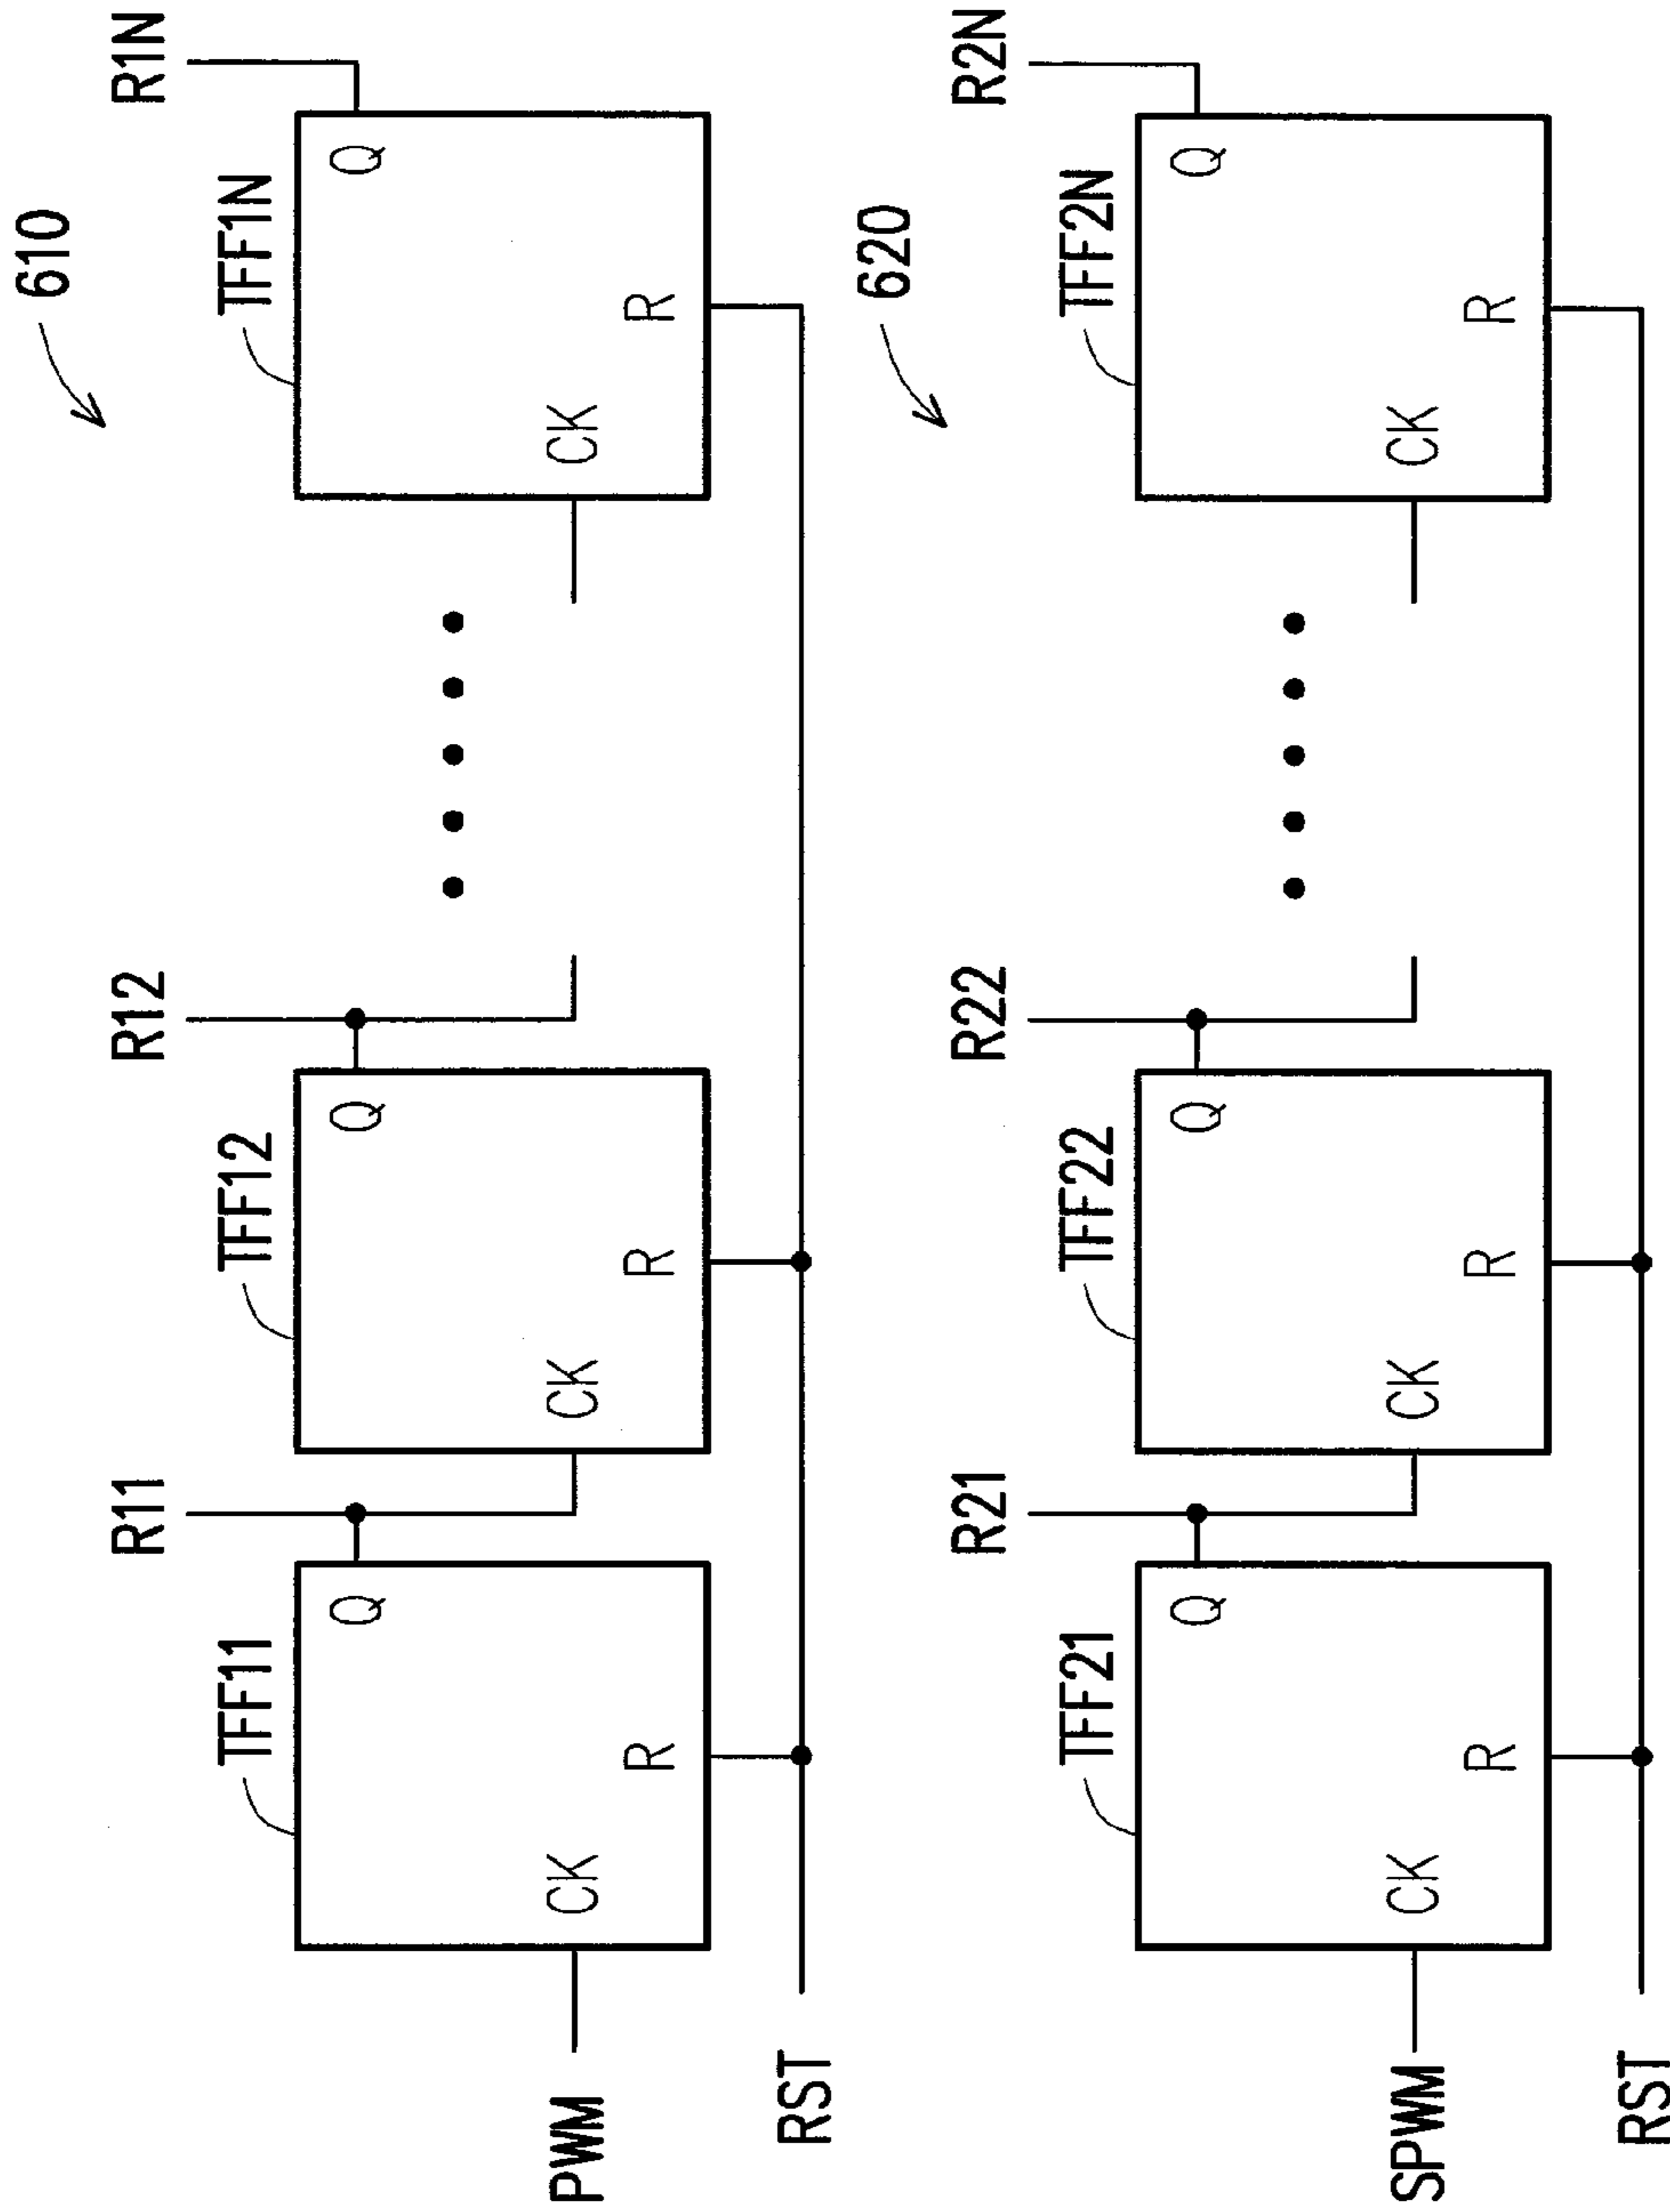 610
R11
R12
R1N
TFF11
TFF12
TFF1N
Q
Q
Q
PWM
CK
CK
CK
R
R
R
RST
620
R21
R22
R2N
TFF21
TFF22
TFF2N
Q
Q
Q
SPWM
CK
CK
CK
R
R
R
RST